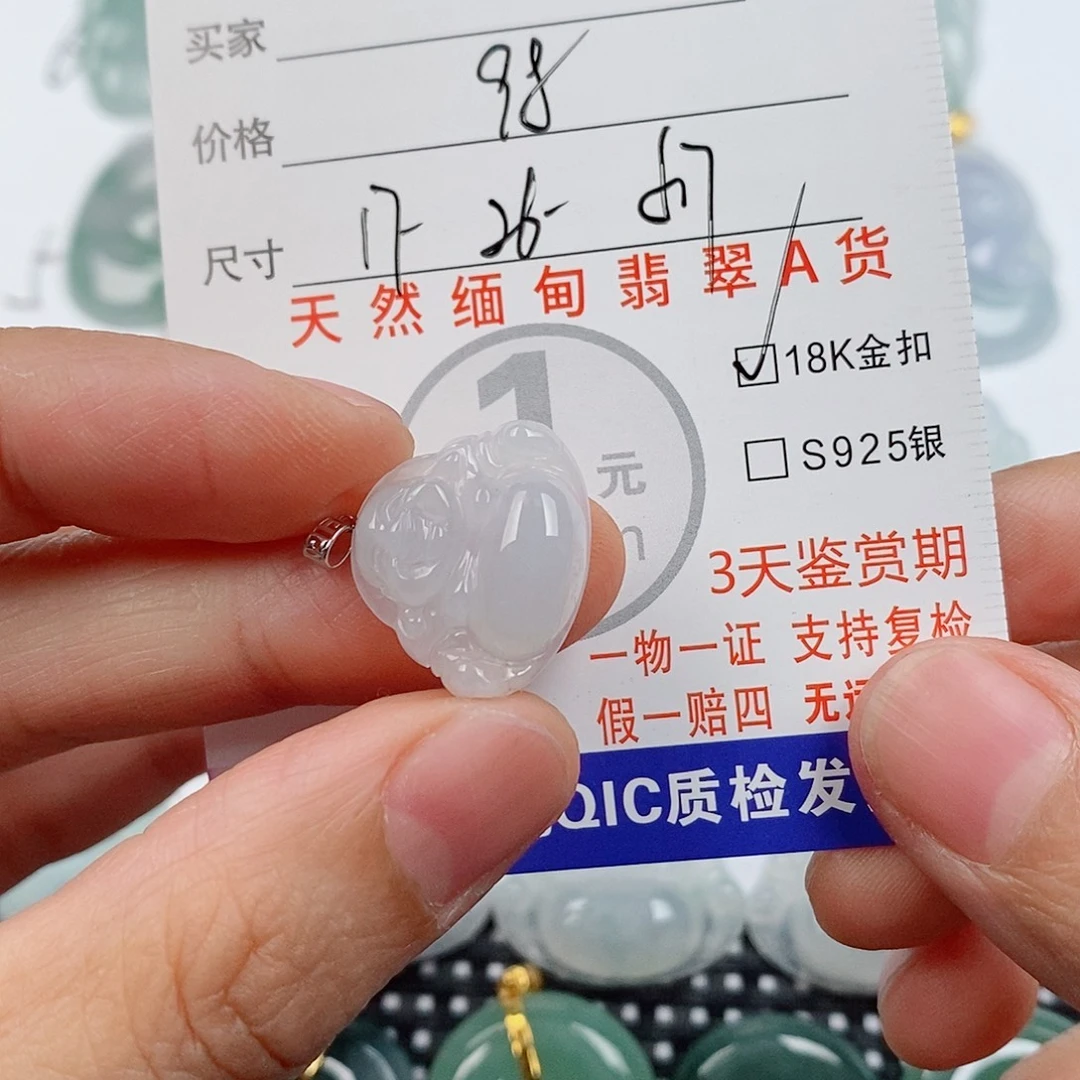 买家
价格 98
尺寸 17- 26-
天然缅甸翡翠A货
1
元
☑18K金扣
□S925银
3天鉴赏期
一物一证 支持复检
假一赔四 无
QIC质检发